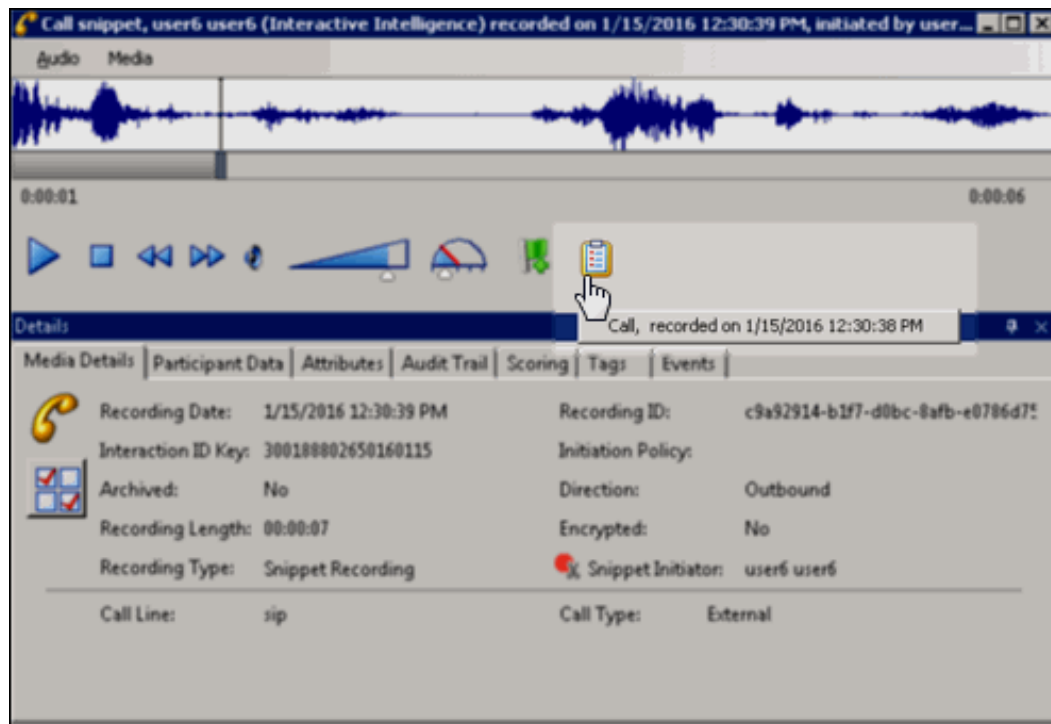 Call snippet, user6 user6 (Interactive Intelligence) recorded on 1/15/2016 12:30:39 PM, initiated by user...
Audio Media
0:00:01 0:00:06
Call, recorded on 1/15/2016 12:30:38 PM
Details
Media Details Participant Data Attributes Audit Trail Scoring Tags Events
Recording Date: 1/15/2016 12:30:39 PM Recording ID: c9a92914-b1f7-d0bc-8afb-e0786d75
Interaction ID Key: 300188802650160115 Initiation Policy:
Archived: No Direction: Outbound
Recording Length: 00:00:07 Encrypted: No
Recording Type: Snippet Recording Snippet Initiator: user6 user6
Call Line: sip Call Type: External